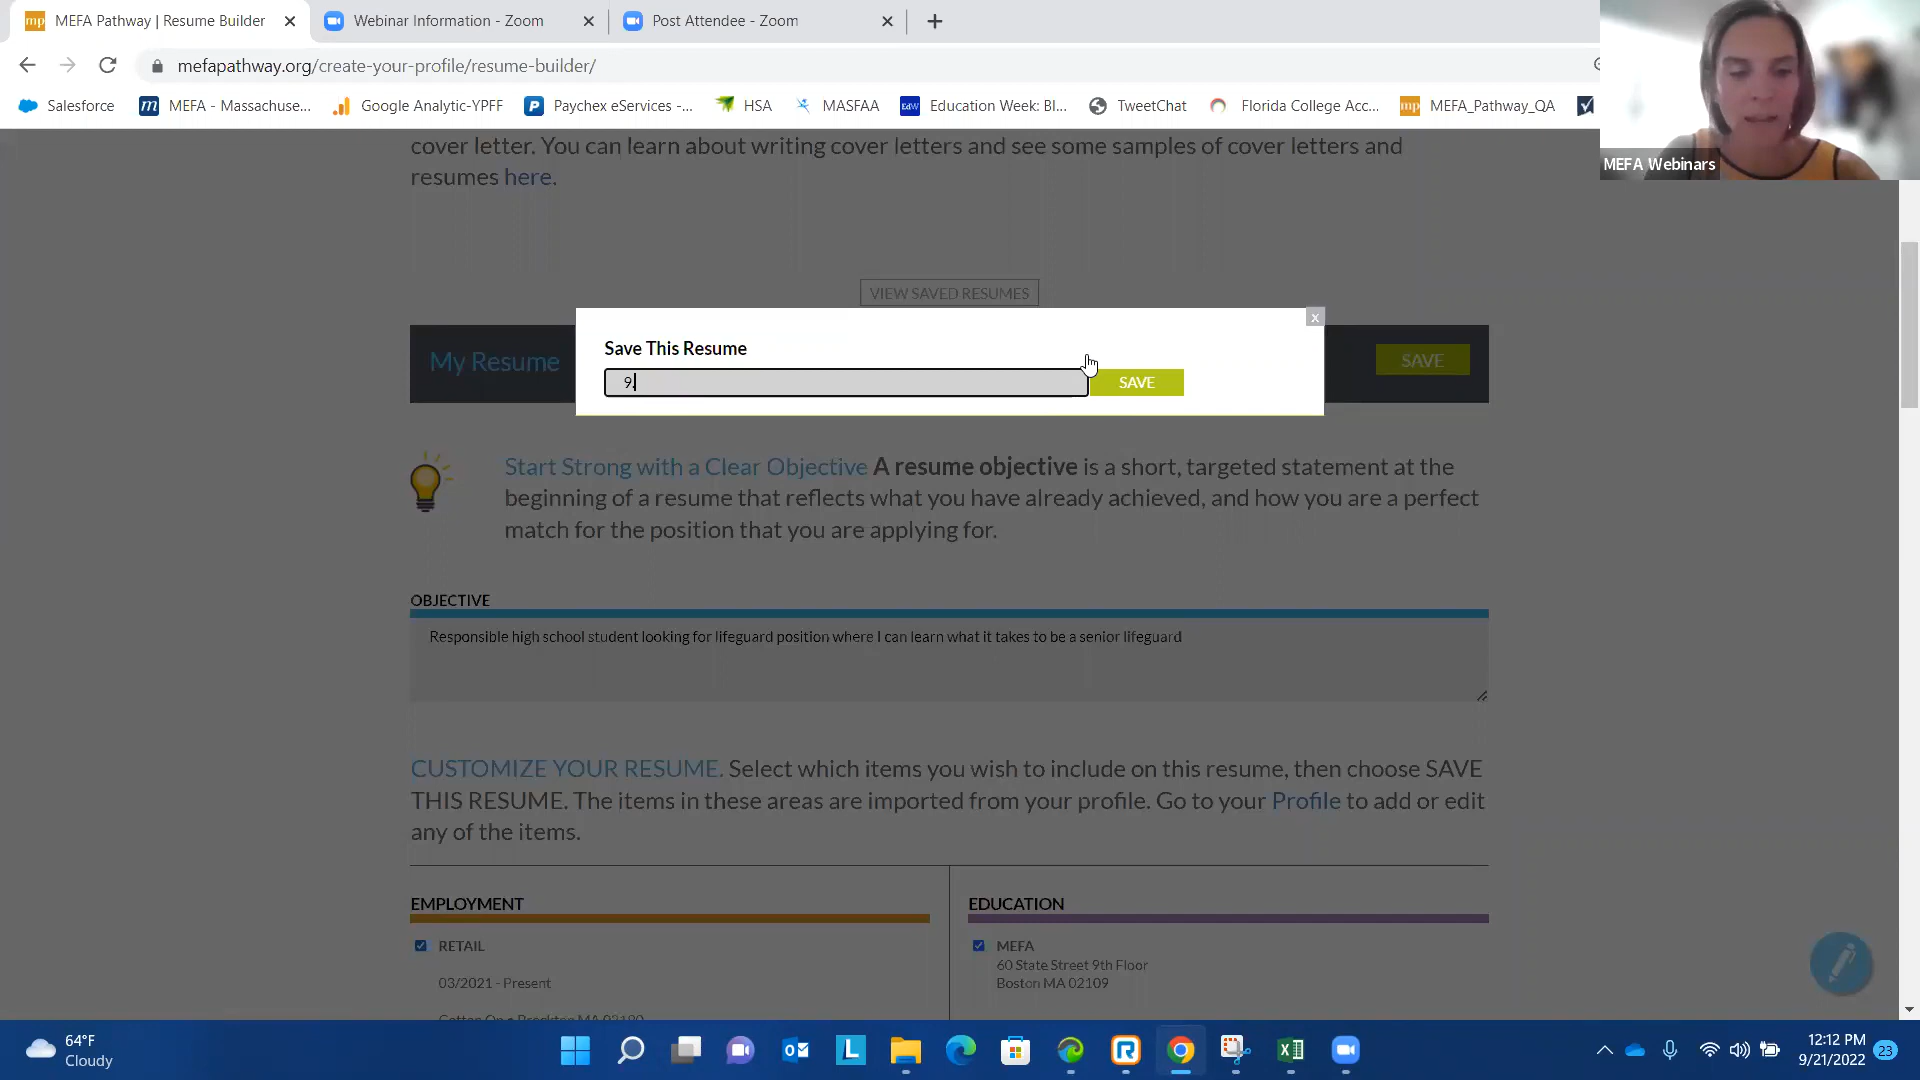 MEFA Pathway | Resume Builder
Webinar Information - Zoom
Post Attendee - Zoom
mefapathway.org/create-your-profile/resume-builder/
Salesforce
MEFA - Massachuse...
Google Analytic-YPFF
Paychex eServices -...
HSA
MASFAA
EdW Education Week: Bl...
TweetChat
Florida College Acc...
mp MEFA_Pathway_QA
MEFA Webinars
cover letter. You can learn about writing cover letters and see some samples of cover letters and
resumes here.
VIEW SAVED RESUMES
x
Save This Resume
My Resume
SAVE
9.
SAVE
Start Strong with a Clear Objective A resume objective is a short, targeted statement at the
beginning of a resume that reflects what you have already achieved, and how you are a perfect
match for the position that you are applying for.
OBJECTIVE
Responsible high school student looking for lifeguard position where I can learn what it takes to be a senior lifeguard
CUSTOMIZE YOUR RESUME. Select which items you wish to include on this resume, then choose SAVE
THIS RESUME. The items in these areas are imported from your profile. Go to your Profile to add or edit
any of the items.
EMPLOYMENT
RETAIL
03/2021 - Present
EDUCATION
MEFA
60 State Street 9th Floor
Boston MA 02109
Cotton On • Brockton MA 02180
64°F
Cloudy
12:12 PM
9/21/2022
23